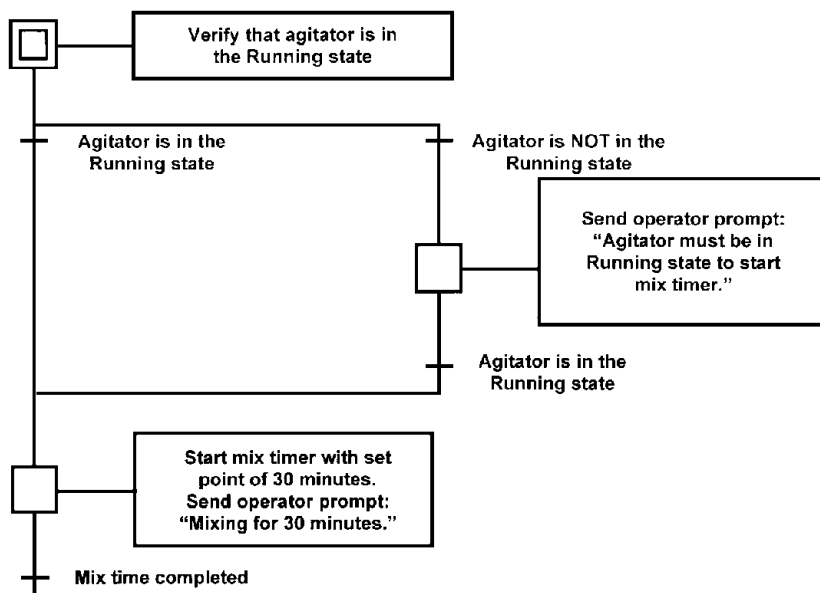 Verify that agitator is in
the Running state
Agitator is in the
Running state
Agitator is NOT in the
Running state
Send operator prompt:
“Agitator must be in
Running state to start
mix timer.”
Agitator is in the
Running state
Start mix timer with set
point of 30 minutes.
Send operator prompt:
“Mixing for 30 minutes.”
Mix time completed